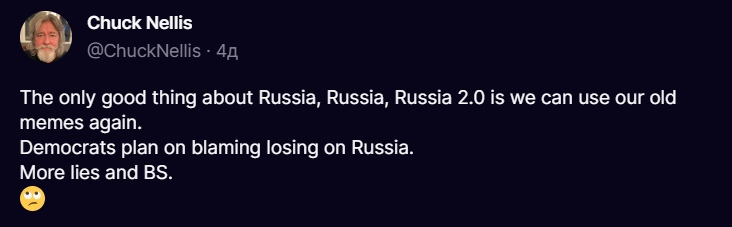 Chuck Nellis
@ChuckNellis · 4д
The only good thing about Russia, Russia, Russia 2.0 is we can use our old
memes again.
Democrats plan on blaming losing on Russia.
More lies and BS.
🙄